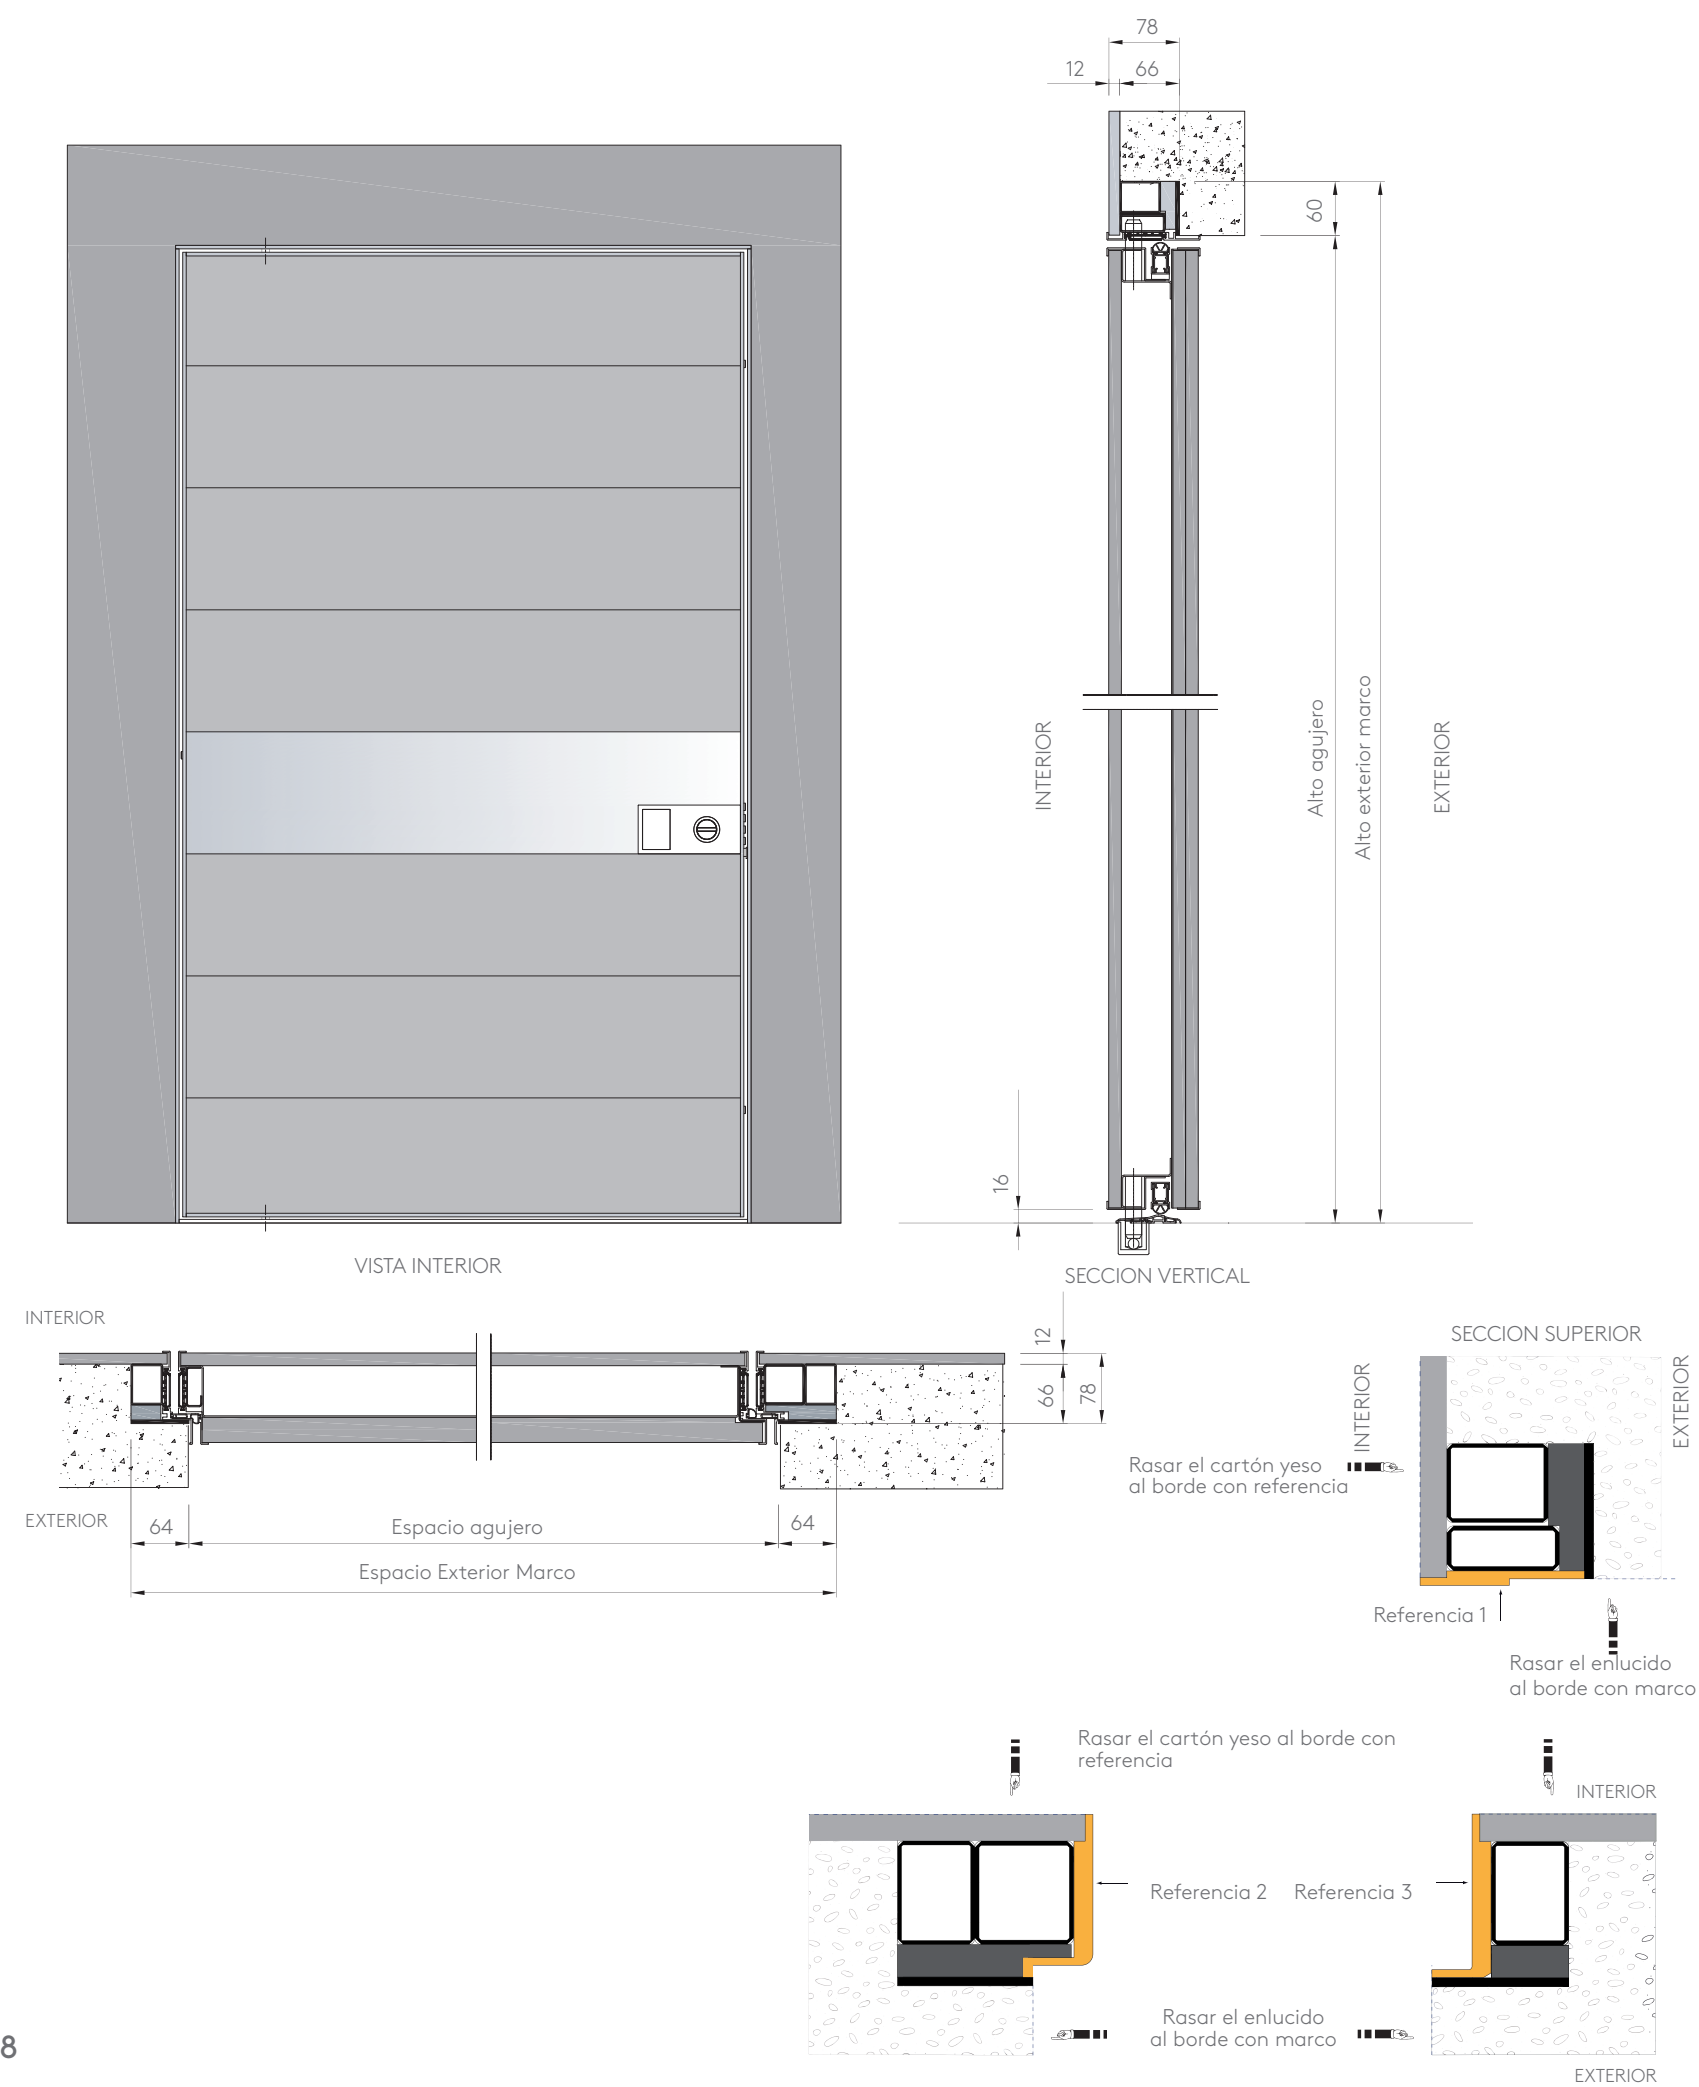 78
12
66
60
INTERIOR
Alto agujero
Alto exterior marco
EXTERIOR
16
VISTA INTERIOR
SECCION VERTICAL
INTERIOR
12
66
78
EXTERIOR
64
Espacio agujero
64
Espacio Exterior Marco
SECCION SUPERIOR
INTERIOR
EXTERIOR
Rasar el cartón yeso
al borde con referencia
Referencia 1
Rasar el enlucido
al borde con marco
Rasar el cartón yeso al borde con
referencia
INTERIOR
Referencia 2
Referencia 3
Rasar el enlucido
al borde con marco
EXTERIOR
8